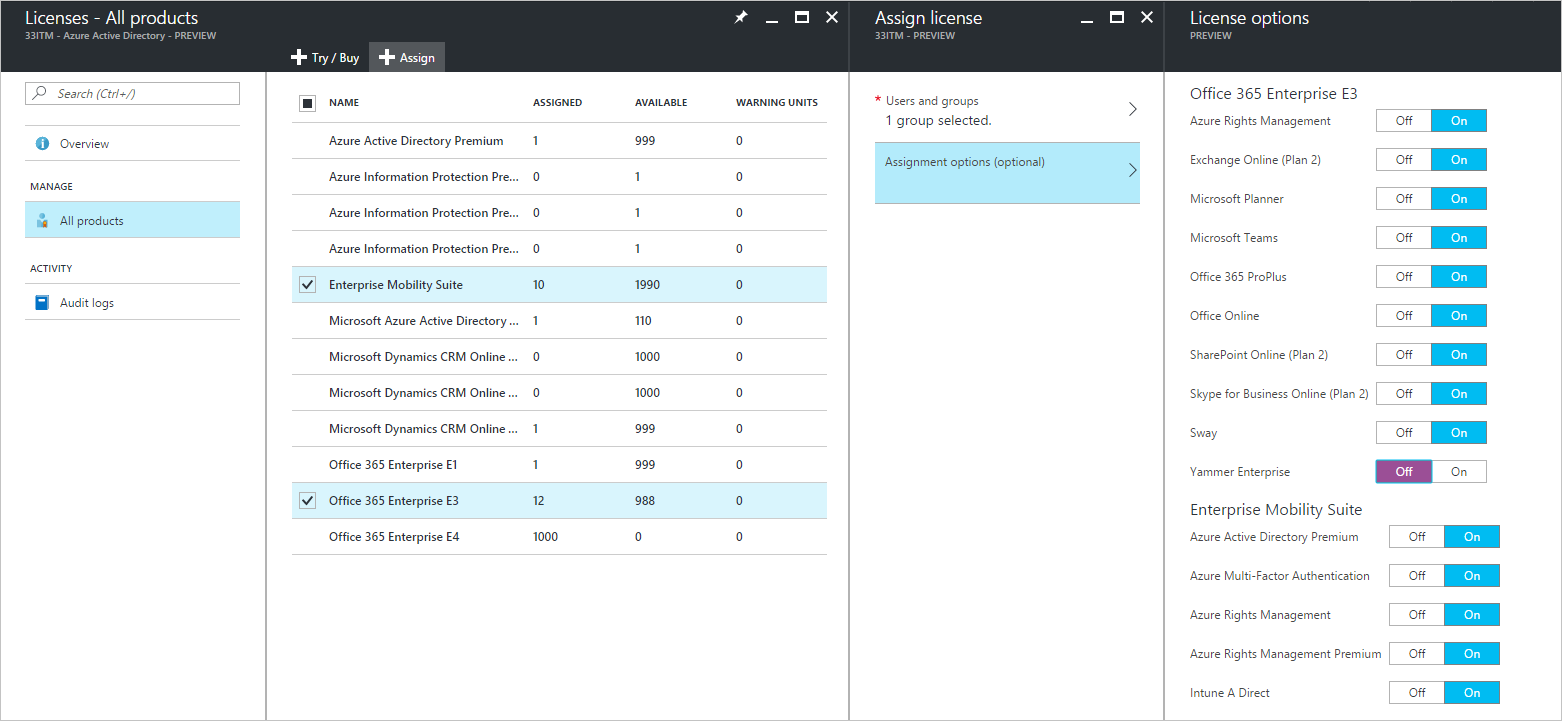 Licenses - All products
33ITM - Azure Active Directory - PREVIEW
Try / Buy
Assign
Search (Ctrl+/)
Overview
MANAGE
All products
ACTIVITY
Audit logs
NAME ASSIGNED AVAILABLE WARNING UNITS
Azure Active Directory Premium 1 999 0
Azure Information Protection Pre... 0 1 0
Azure Information Protection Pre... 0 1 0
Azure Information Protection Pre... 0 1 0
Enterprise Mobility Suite 10 1990 0
Microsoft Azure Active Directory ... 1 110 0
Microsoft Dynamics CRM Online ... 0 1000 0
Microsoft Dynamics CRM Online ... 0 1000 0
Microsoft Dynamics CRM Online ... 1 999 0
Office 365 Enterprise E1 1 999 0
Office 365 Enterprise E3 12 988 0
Office 365 Enterprise E4 1000 0 0
Assign license
33ITM - PREVIEW
* Users and groups
1 group selected.
Assignment options (optional)
License options
PREVIEW
Office 365 Enterprise E3
Azure Rights Management Off On
Exchange Online (Plan 2) Off On
Microsoft Planner Off On
Microsoft Teams Off On
Office 365 ProPlus Off On
Office Online Off On
SharePoint Online (Plan 2) Off On
Skype for Business Online (Plan 2) Off On
Sway Off On
Yammer Enterprise Off On
Enterprise Mobility Suite
Azure Active Directory Premium Off On
Azure Multi-Factor Authentication Off On
Azure Rights Management Off On
Azure Rights Management Premium Off On
Intune A Direct Off On